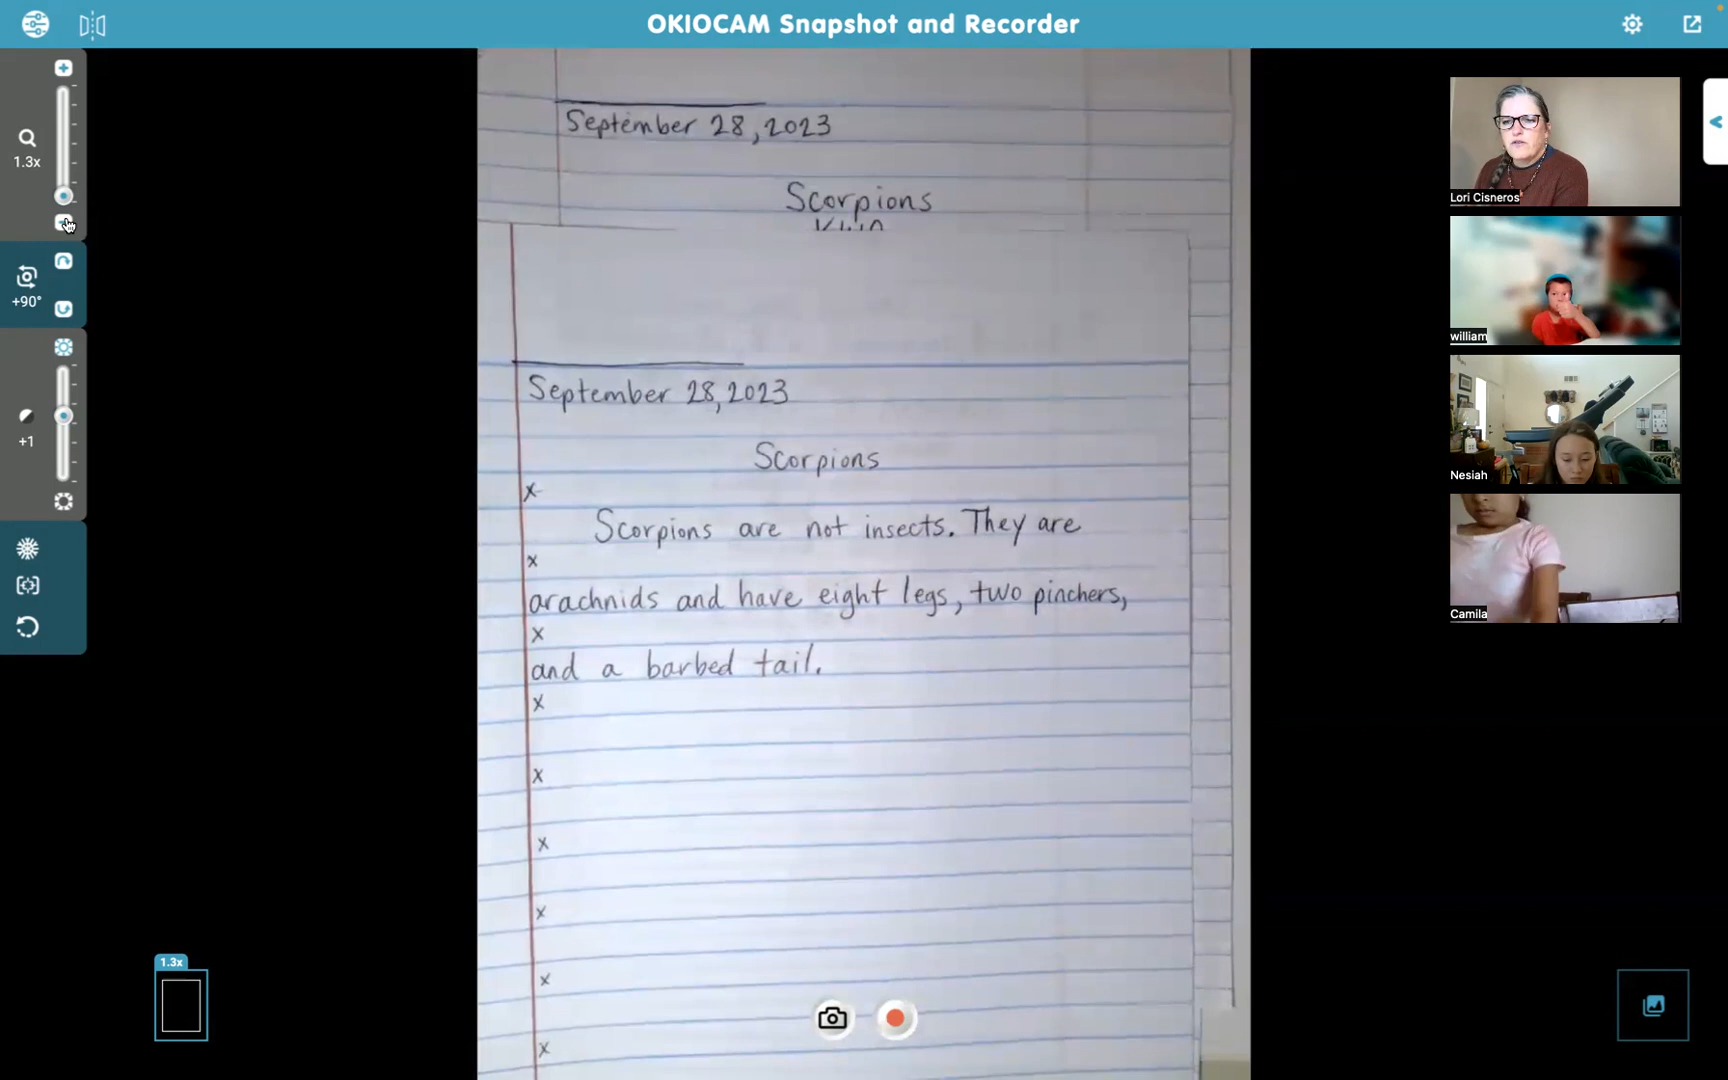 OKIOCAM Snapshot and Recorder
1.3x
+90°
+1
September 28, 2023
Scorpions
September 28, 2023
Scorpions
x
Scorpions are not insects. They are
x
arachnids and have eight legs, two pinchers,
x
and a barbed tail.
x
x
x
x
x
x
1.3x
Lori Cisneros
william
Nesiah
Camila